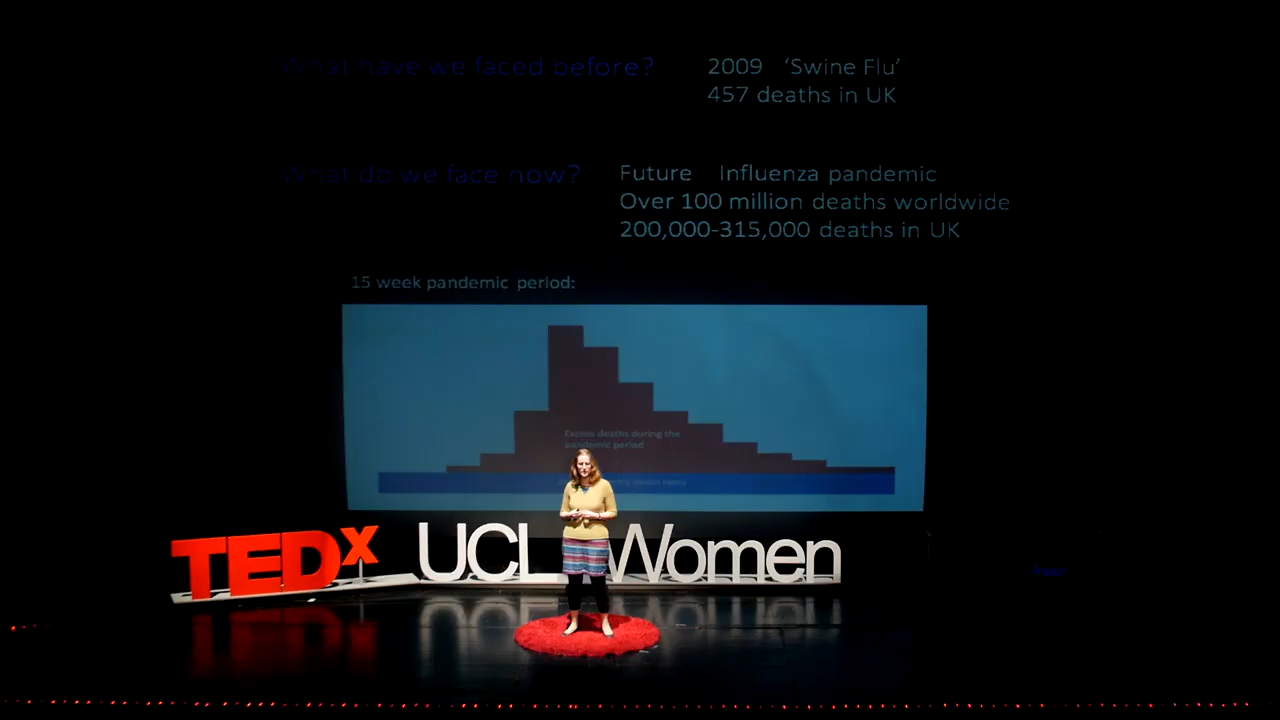 What have we faced before? 2009 ‘Swine Flu’
457 deaths in UK
What do we face now? Future Influenza pandemic
Over 100 million deaths worldwide
200,000-315,000 deaths in UK
15 week pandemic period:
Excess deaths during the
pandemic period
TEDx UCL Women